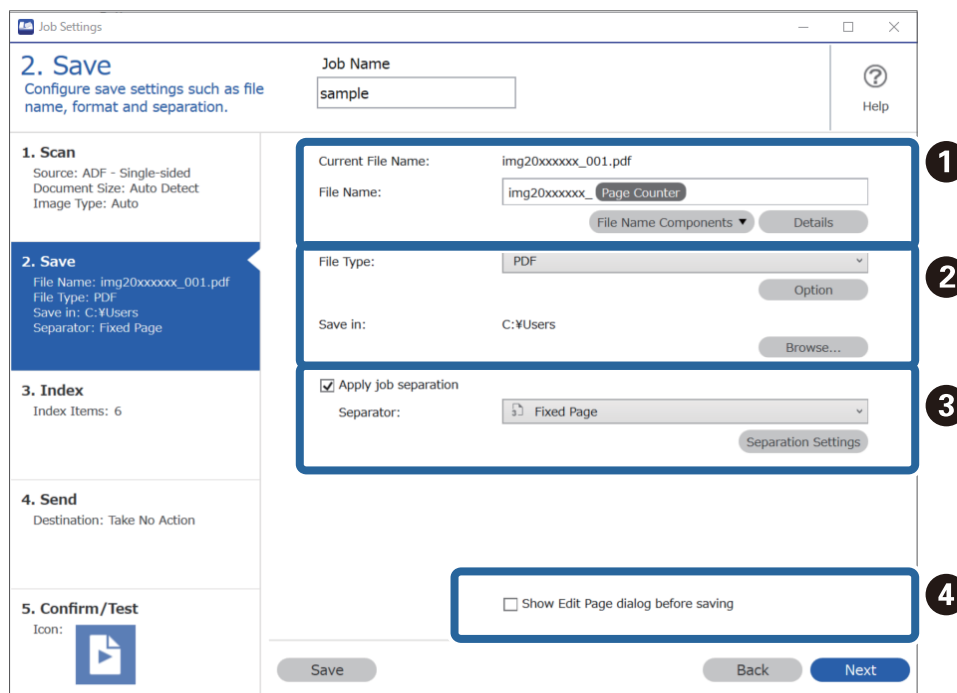 Job Settings
2. Save
Configure save settings such as file
name, format and separation.
Job Name
sample
Help
1. Scan
Source: ADF - Single-sided
Document Size: Auto Detect
Image Type: Auto
2. Save
File Name: img20xxxxxx_001.pdf
File Type: PDF
Save in: C:¥Users
Separator: Fixed Page
3. Index
Index Items: 6
4. Send
Destination: Take No Action
5. Confirm/Test
Icon:
Current File Name: img20xxxxxx_001.pdf
File Name: img20xxxxxx_ Page Counter
File Name Components ▼ Details
1
File Type: PDF
Option
Save in: C:¥Users
Browse...
2
Apply job separation
Separator: Fixed Page
Separation Settings
3
Show Edit Page dialog before saving
4
Save Back Next